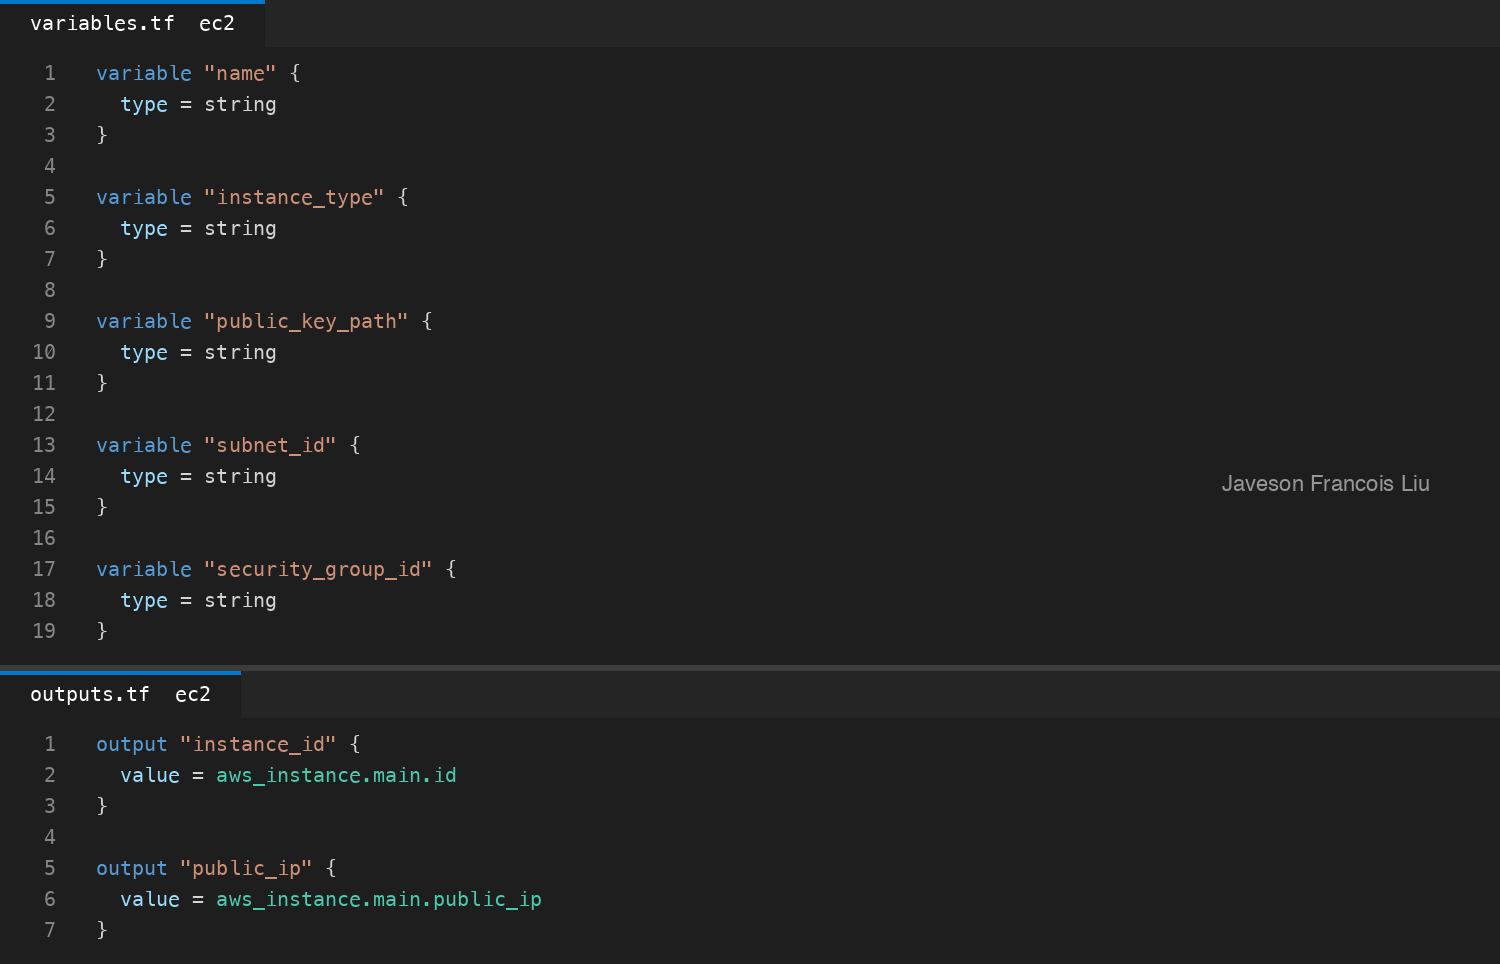 variables.tf ec2
1 variable "name" {
2   type = string
3 }
4
5 variable "instance_type" {
6   type = string
7 }
8
9 variable "public_key_path" {
10   type = string
11 }
12
13 variable "subnet_id" {
14   type = string
15 }
16
17 variable "security_group_id" {
18   type = string
19 }
Javeson Francois Liu
outputs.tf ec2
1 output "instance_id" {
2   value = aws_instance.main.id
3 }
4
5 output "public_ip" {
6   value = aws_instance.main.public_ip
7 }